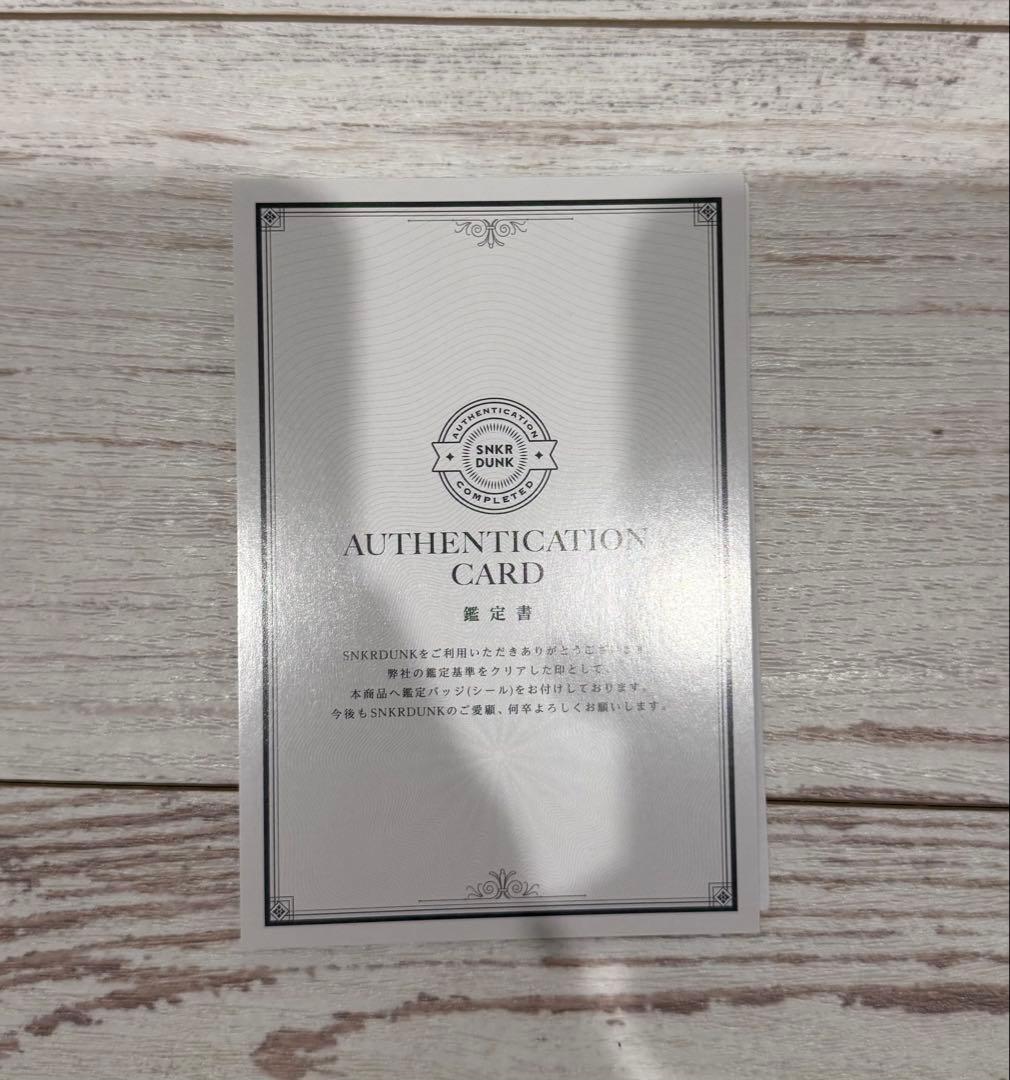 AUTHENTICATION
SNKR
DUNK
COMPLETED
AUTHENTICATION
CARD
鑑定書
SNKRDUNKをご利用いただきありがとうございます。
弊社の鑑定基準をクリアした印として、
本商品へ鑑定バッジ(シール)をお付けしております。
今後もSNKRDUNKのご愛顧、何卒よろしくお願いします。